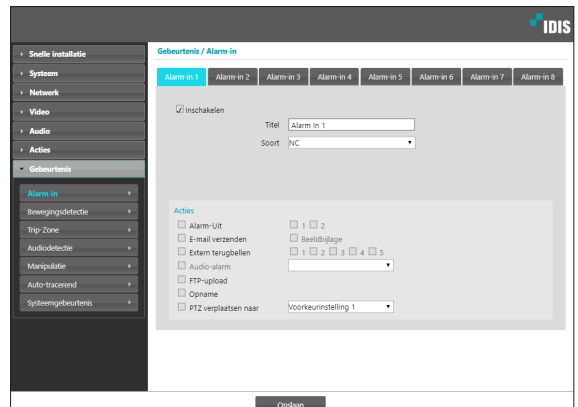 IDIS
Snelle installatie
Systeem
Netwerk
Video
Audio
Acties
Gebeurtenis
Alarm-in
Bewegingsdetectie
Trip-Zone
Audiodetectie
Manipulatie
Auto-tracerend
Systeemgebeurtenis
Gebeurtenis / Alarm-in
Alarm-in 1 Alarm-in 2 Alarm-in 3 Alarm-in 4 Alarm-in 5 Alarm-in 6 Alarm-in 7 Alarm-in 8
Inschakelen
Titel Alarm In 1
Soort NC
Acties
Alarm-Uit 1 2
E-mail verzenden Beeldbijlage
Extern terugbellen 1 2 3 4 5
Audio-alarm
FTP-upload
Opname
PTZ verplaatsen naar Voorkeurinstelling 1
Opslaan